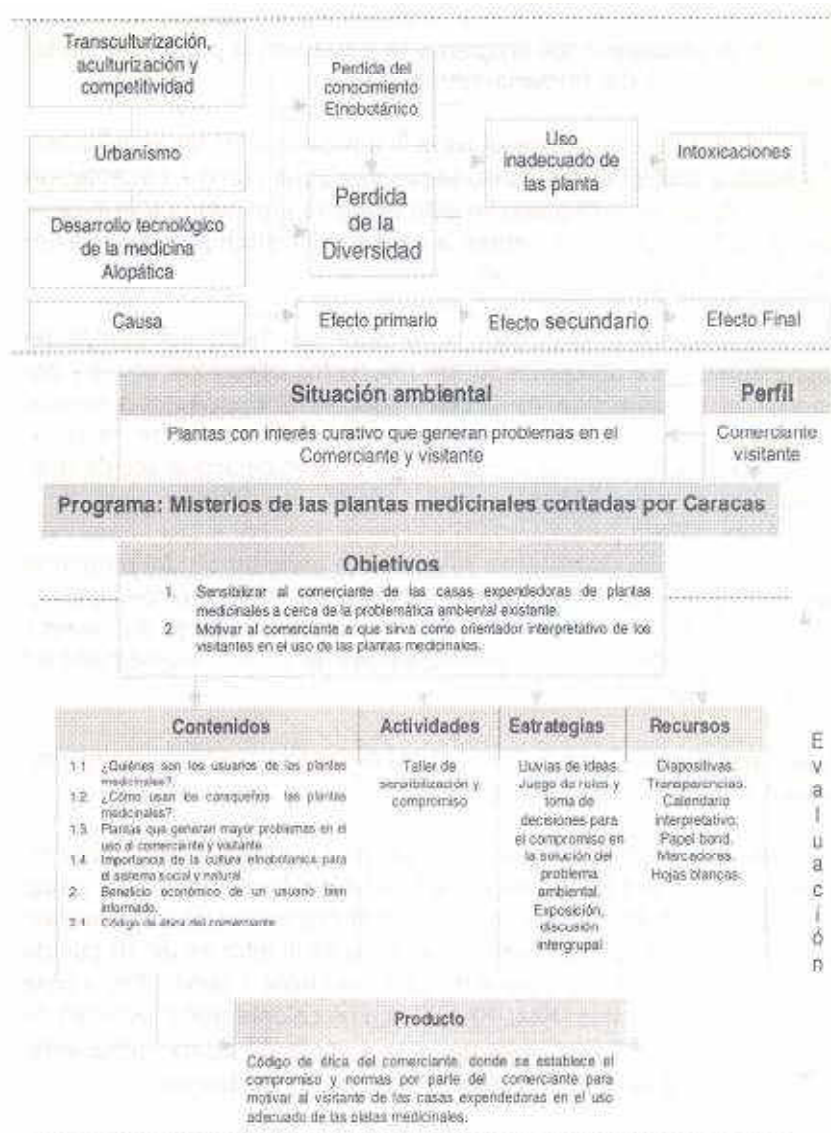 Transculturización,
aculturización y
competitividad
Perdida del
conocimiento
Etnobotánico
Urbanismo
Uso
inadecuado de
las planta
Intoxicaciones
Perdida
de la
Diversidad
Desarrollo tecnológico
de la medicina
Alopática
Causa
Efecto primario
Efecto secundario
Efecto Final
Situación ambiental
Perfil
Plantas con interés curativo que generan problemas en el
Comerciante y visitante
Comerciante
visitante
Programa: Misterios de las plantas medicinales contadas por Caracas
Objetivos
1. Sensibilizar al comerciante de las casas expendedoras de plantas
medicinales a cerca de la problemática ambiental existante.
2. Motivar al comerciante a que sirva como orientador interpretativo de los
visitantes en el uso de las plantas medicinales.
Contenidos
1.1 ¿Quiénes son los usuarios de las plantas
medicinales?.
1.2. ¿Cómo usan los caraqueños las plantas
medicinales?
1.3. Plantas que generan mayor problemas en el
uso al comerciante y visitante
1.4. Importancia de la cultura etnobotánica para
el sistema social y natural.
2. Beneficio económico de un usuario bien
informado.
2.1. Código de ética del comerciante
Actividades
Taller de
sensibilización y
compromiso
Estrategias
Lluvias de ideas.
Juego de roles y
toma de
decisiones para
el compromiso en
la solución del
problema
ambiental.
Exposición,
discusión
intergrupal
Recursos
Diapositivas.
Transparencias.
Calendario
interpretativo.
Papel bond.
Marcadores.
Hojas blancas.
Evaluación
Producto
Código de ética del comerciante, donde se establece el
compromiso y normas por parte del comerciante para
motivar al visitante de las casas expendedoras en el uso
adecuado de las platas medicinales.